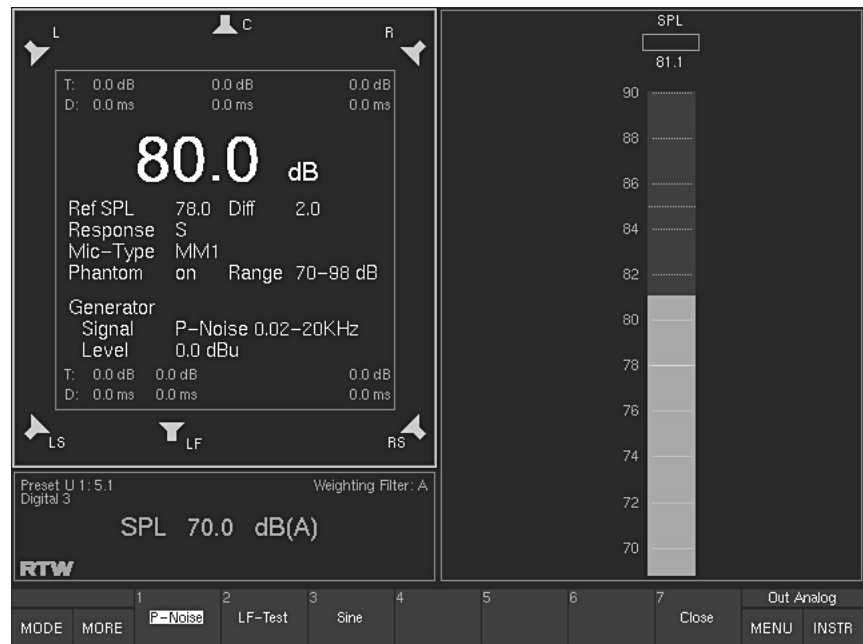 L C R
T: 0.0 dB 0.0 dB 0.0 dB
D: 0.0 ms 0.0 ms 0.0 ms
80.0 dB
Ref SPL 78.0 Diff 2.0
Response S
Mic-Type MM1
Phantom on Range 70-98 dB
Generator
Signal P-Noise 0.02-20KHz
Level 0.0 dBu
T: 0.0 dB 0.0 dB 0.0 dB
D: 0.0 ms 0.0 ms 0.0 ms
LS LF RS
Preset U 1: 5.1 Weighting Filter: A
Digital 3
SPL 70.0 dB(A)
RTW
SPL
81.1
90
88
86
84
82
80
78
76
74
72
70
1 2 3 4 5 6 7 Out Analog
MODE MORE P-Noise LF-Test Sine Close MENU INSTR